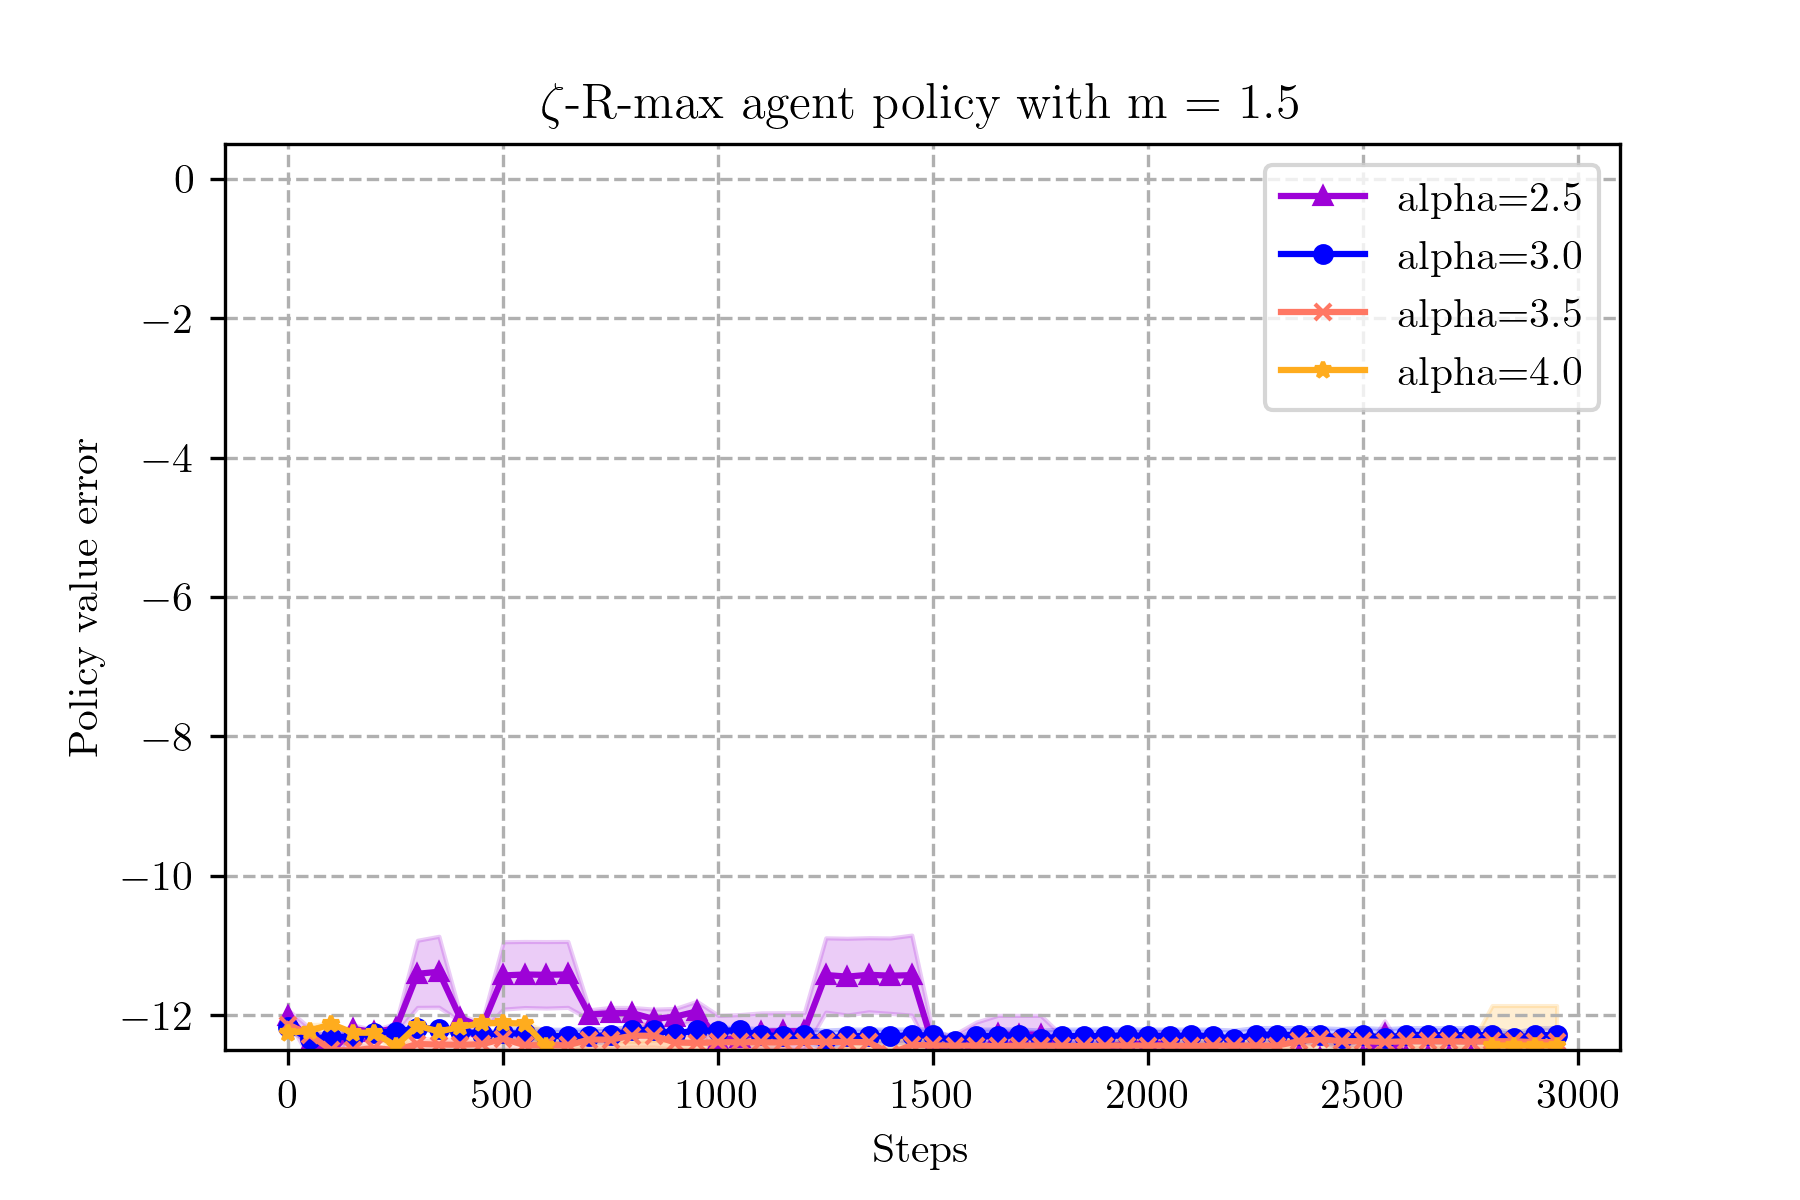 ζ-R-max agent policy with m = 1.5
alpha=2.5
alpha=3.0
alpha=3.5
alpha=4.0
Policy value error
0
−2
−4
−6
−8
−10
−12
0 500 1000 1500 2000 2500 3000
Steps